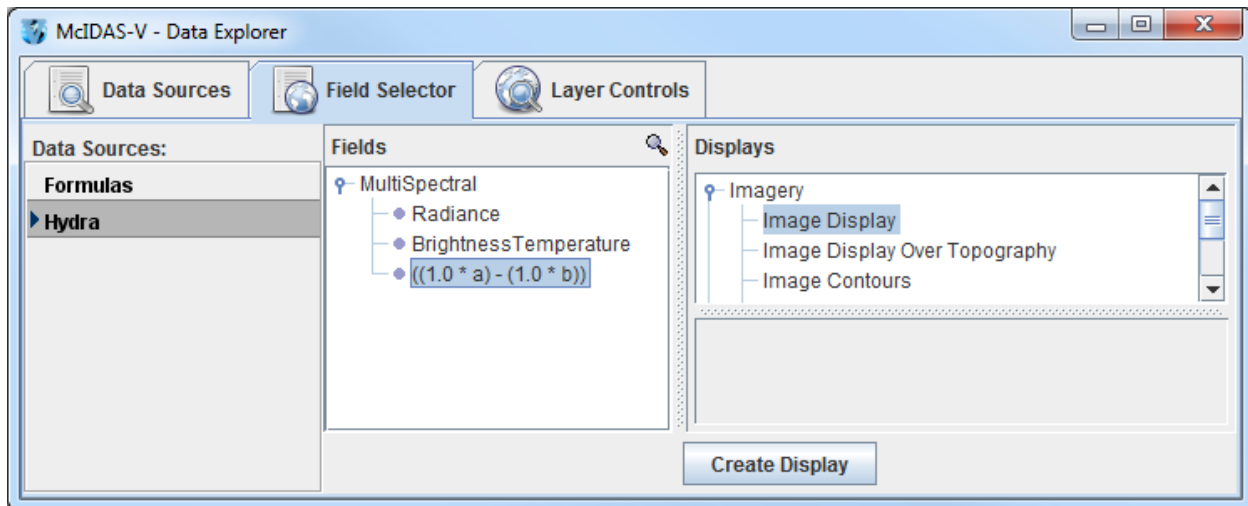 McIDAS-V - Data Explorer
Data Sources
Field Selector
Layer Controls
Data Sources:
Formulas
Hydra
Fields
MultiSpectral
Radiance
BrightnessTemperature
((1.0 * a) - (1.0 * b))
Displays
Imagery
Image Display
Image Display Over Topography
Image Contours
Create Display